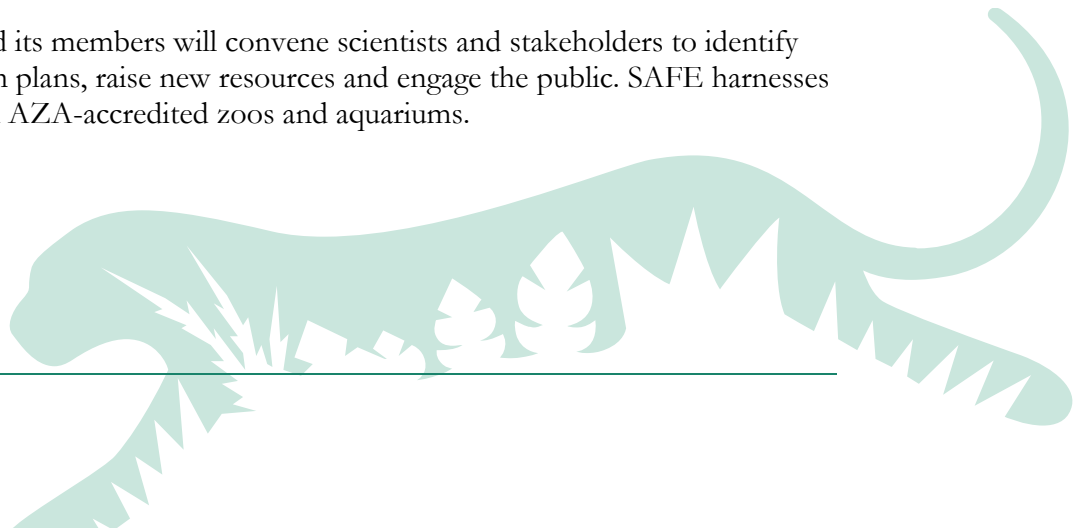 its members will convene scientists and stakeholders to identify
plans, raise new resources and engage the public. SAFE harnesses
AZA-accredited zoos and aquariums.